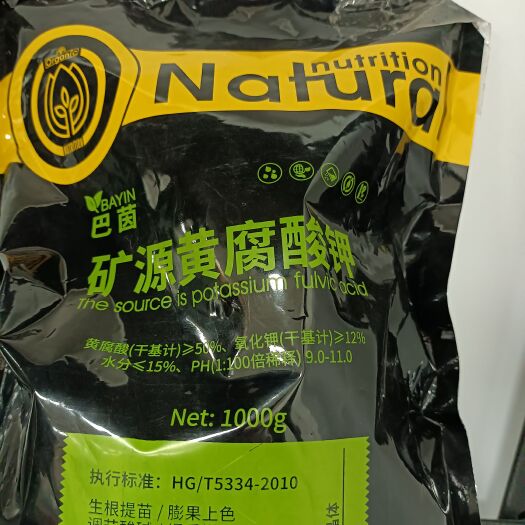 Organic
NUTRITION
nutrition
Natura
BAYIN
巴茵
矿源黄腐酸钾
The source is potassium fulvic acid
黄腐酸(干基计)≥50%、氧化钾(干基计)≥12%
水分≤15%、PH(1:100倍稀释) 9.0-11.0
Net: 1000g
执行标准：HG/T5334-2010
生根提苗/膨果上色